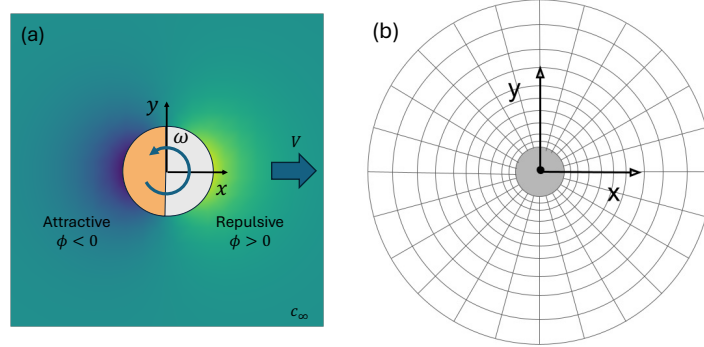 (a)
y
ω
x
V
Attractive
ϕ < 0
Repulsive
ϕ > 0
c∞
(b)
y
x